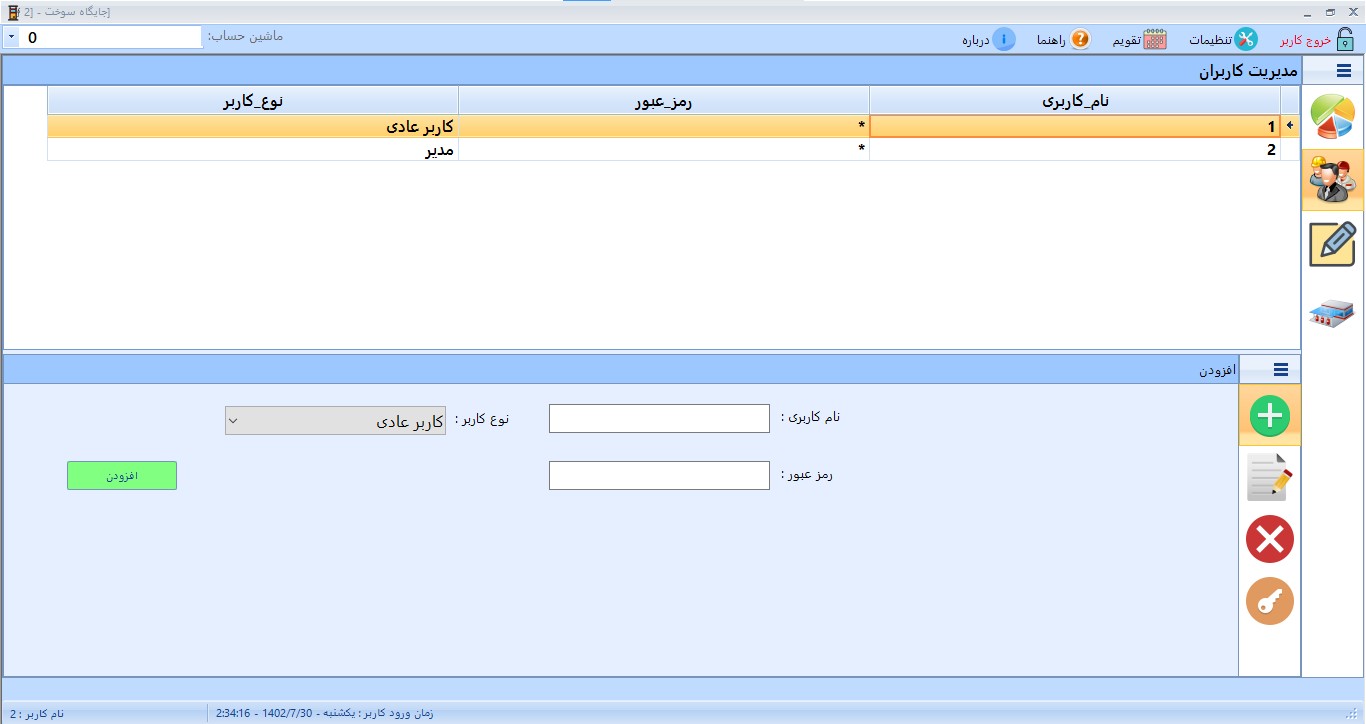 [جایگاه سوخت - [2
خروج کاربر
تنظیمات
تقویم
راهنما
درباره
ماشین حساب:
0
مدیریت کاربران
نام_کاربری رمز_عبور نوع_کاربر
1 * کاربر عادی
2 * مدیر
افزودن
نام کاربری :
نوع کاربر : کاربر عادی
رمز عبور :
افزودن
زمان ورود کاربر : یکشنبه - 1402/7/30 - 2:34:16
نام کاربر : 2